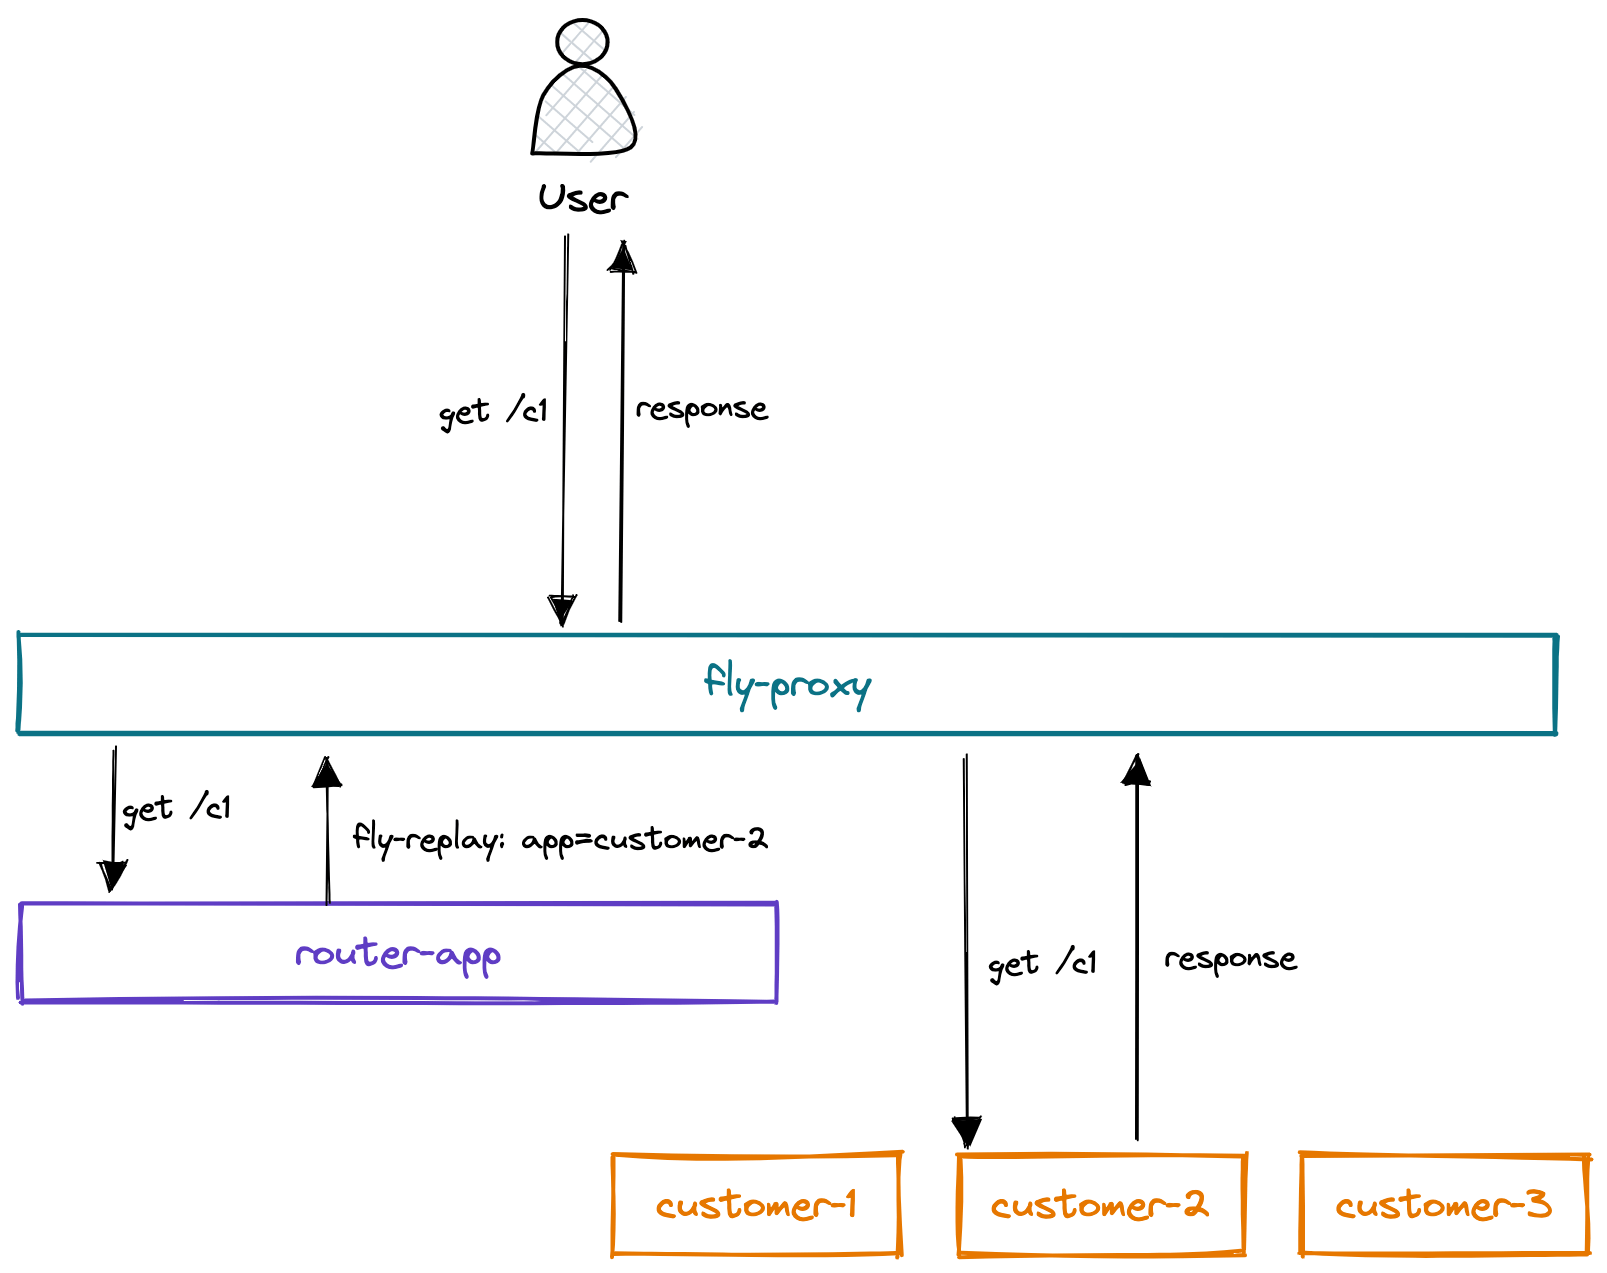 User
get /c1
response
fly-proxy
get /c1
fly-replay: app=customer-2
router-app
get /c1
response
customer-1
customer-2
customer-3